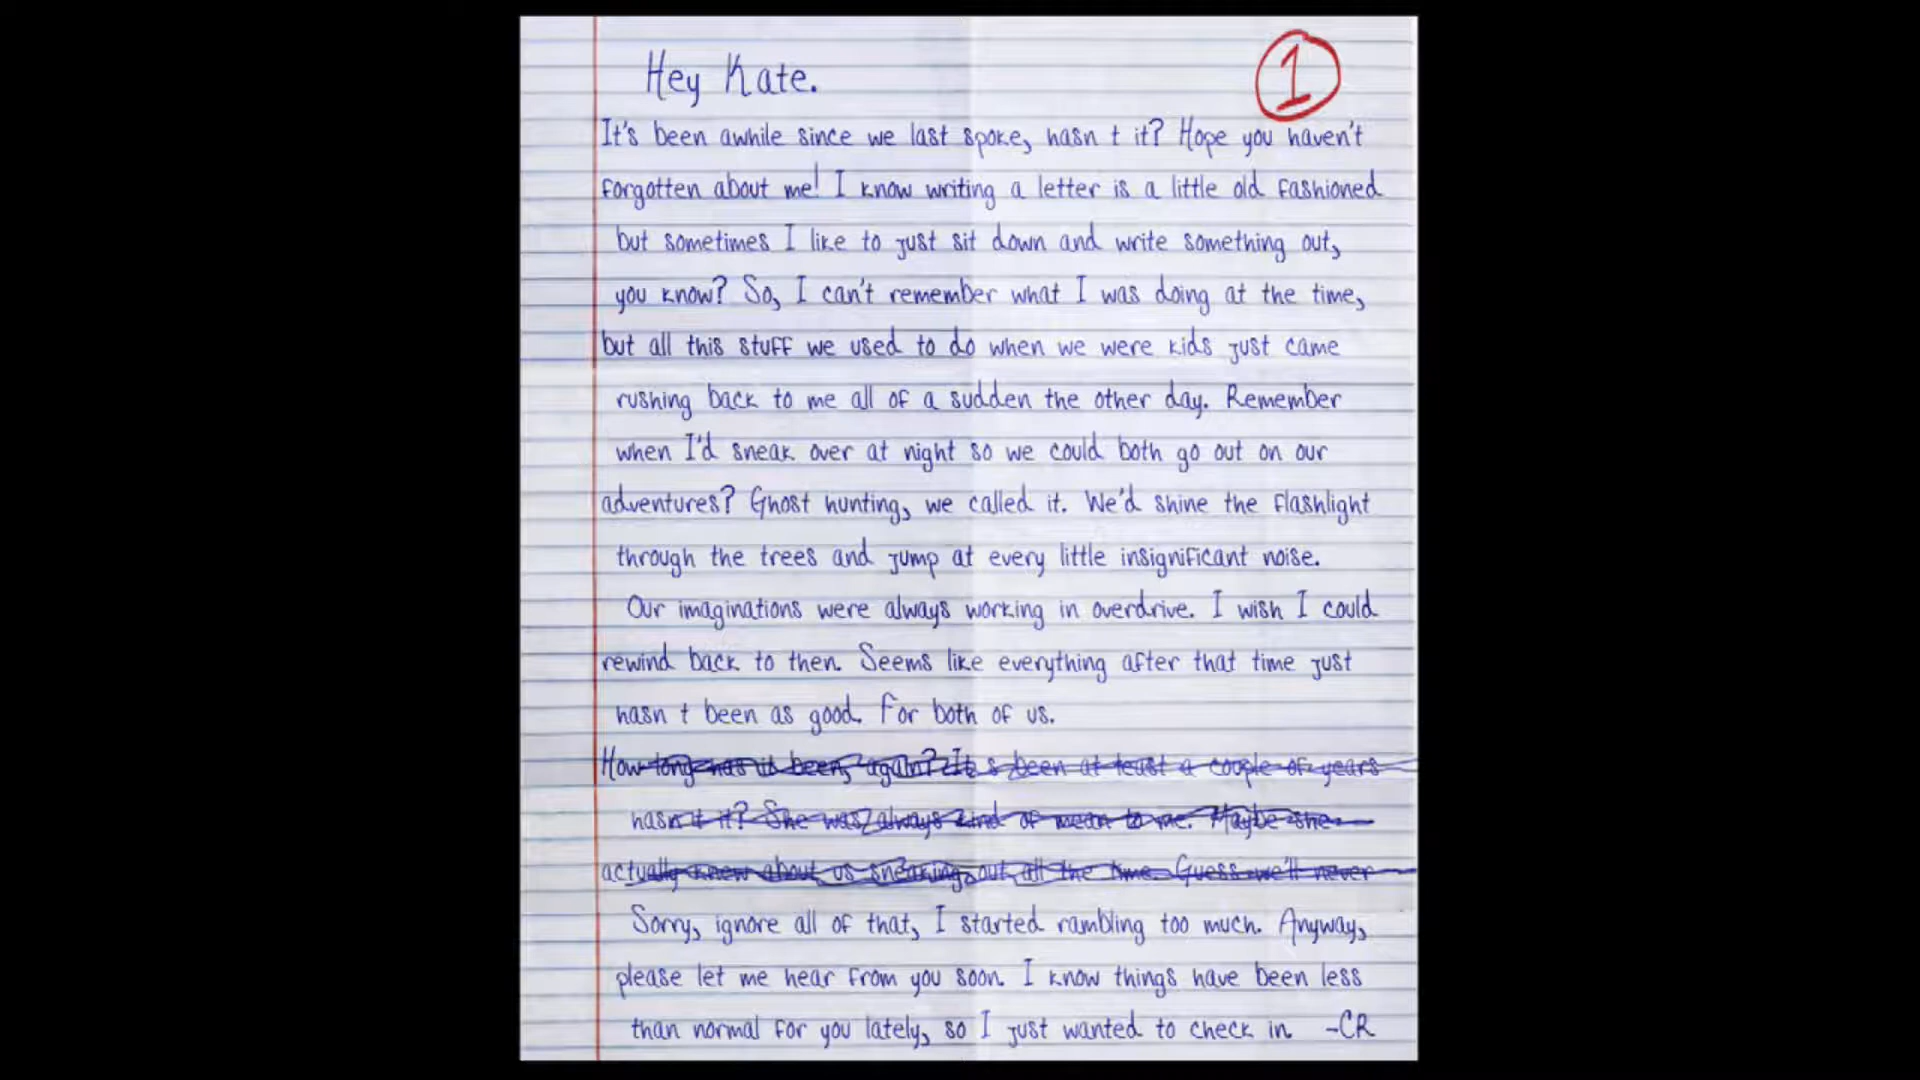 Hey Kate.
1
It's been awhile since we last spoke, hasn t it? Hope you haven't
forgotten about me! I know writing a letter is a little old fashioned
but sometimes I like to just sit down and write something out,
you know? So, I can't remember what I was doing at the time,
but all this stuff we used to do when we were kids just came
rushing back to me all of a sudden the other day. Remember
when I'd sneak over at night so we could both go out on our
adventures? Ghost hunting, we called it. We'd shine the flashlight
through the trees and jump at every little insignificant noise.
Our imaginations were always working in overdrive. I wish I could
rewind back to then. Seems like everything after that time just
hasn t been as good. For both of us.
How long has it been, again? It s been at least a couple of years
hasn t it? She was always kind of mean to me. Maybe she
actually knew about us sneaking out all the time. Guess we'll never
Sorry, ignore all of that, I started rambling too much. Anyway,
please let me hear from you soon. I know things have been less
than normal for you lately, so I just wanted to check in. -CR